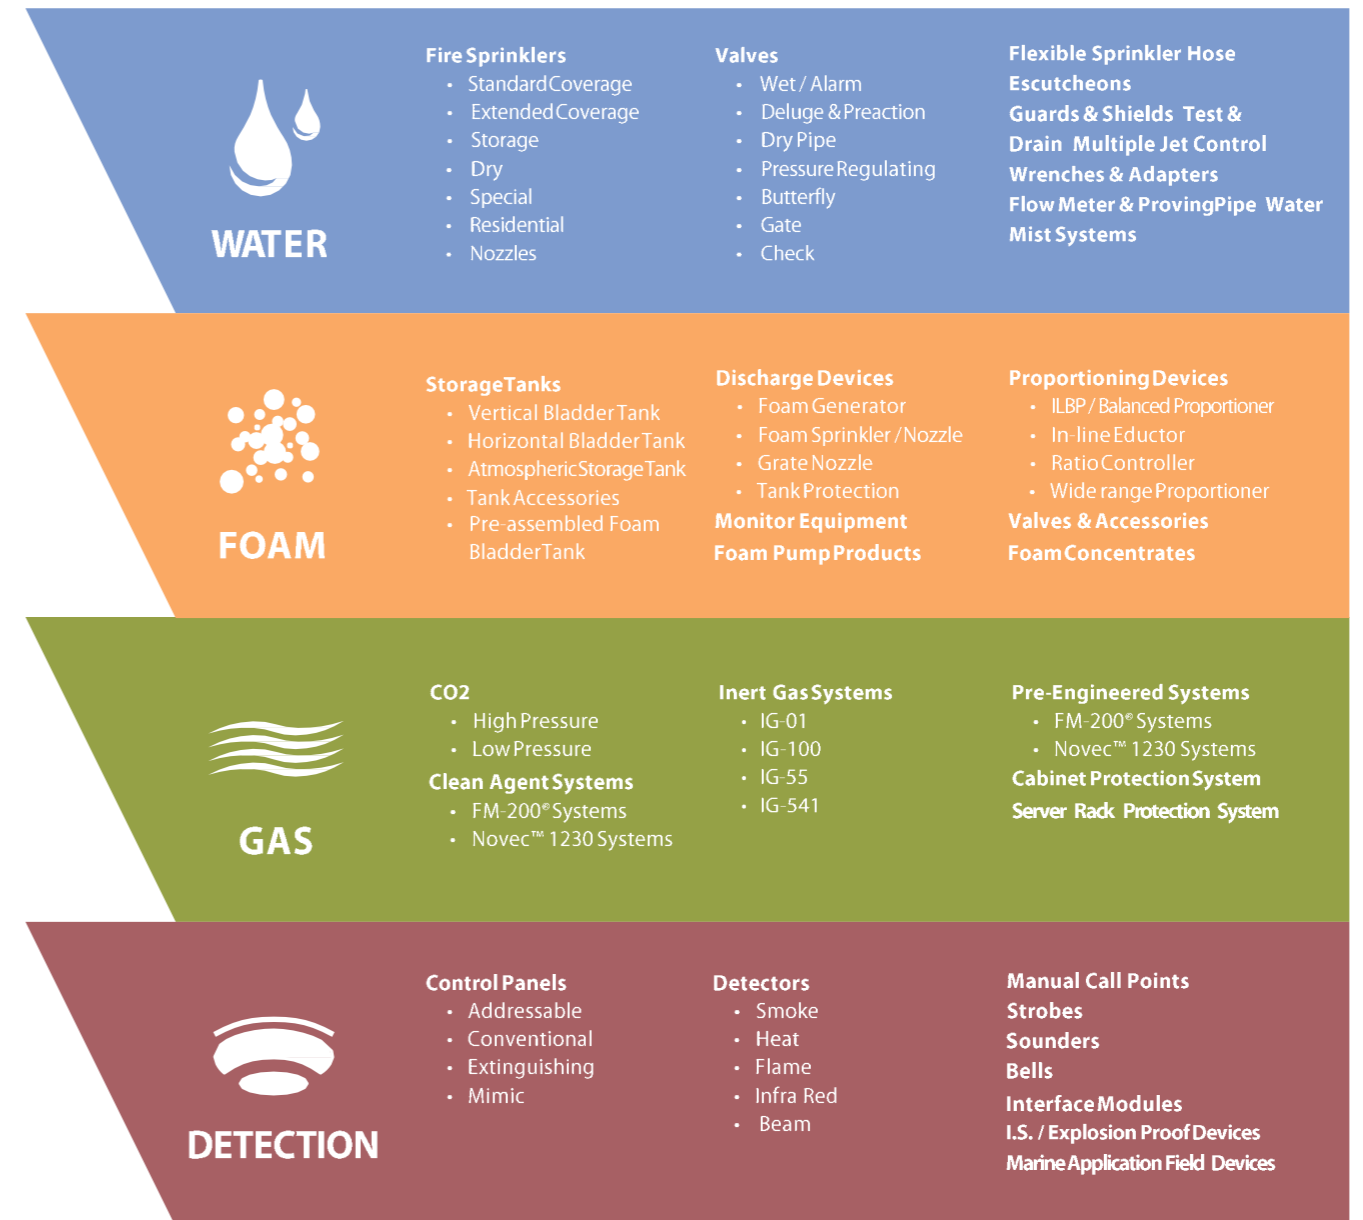 WATER
Fire Sprinklers
• Standard Coverage
• Extended Coverage
• Storage
• Dry
• Special
• Residential
• Nozzles
Valves
• Wet / Alarm
• Deluge & Preaction
• Dry Pipe
• Pressure Regulating
• Butterfly
• Gate
• Check
Flexible Sprinkler Hose
Escutcheons
Guards & Shields Test &
Drain Multiple Jet Control
Wrenches & Adapters
Flow Meter & ProvingPipe Water
Mist Systems
FOAM
Storage Tanks
• Vertical Bladder Tank
• Horizontal Bladder Tank
• Atmospheric Storage Tank
• Tank Accessories
• Pre-assembled Foam
Bladder Tank
Discharge Devices
• Foam Generator
• Foam Sprinkler / Nozzle
• Grate Nozzle
• Tank Protection
Monitor Equipment
Foam Pump Products
Proportioning Devices
• ILBP / Balanced Proportioner
• In-line Eductor
• Ratio Controller
• Wide range Proportioner
Valves & Accessories
Foam Concentrates
GAS
CO2
• High Pressure
• Low Pressure
Clean Agent Systems
• FM-200® Systems
• Novec™ 1230 Systems
Inert Gas Systems
• IG-01
• IG-100
• IG-55
• IG-541
Pre-Engineered Systems
• FM-200® Systems
• Novec™ 1230 Systems
Cabinet Protection System
Server Rack Protection System
DETECTION
Control Panels
• Addressable
• Conventional
• Extinguishing
• Mimic
Detectors
• Smoke
• Heat
• Flame
• Infra Red
• Beam
Manual Call Points
Strobes
Sounders
Bells
Interface Modules
I.S. / Explosion Proof Devices
Marine Application Field Devices